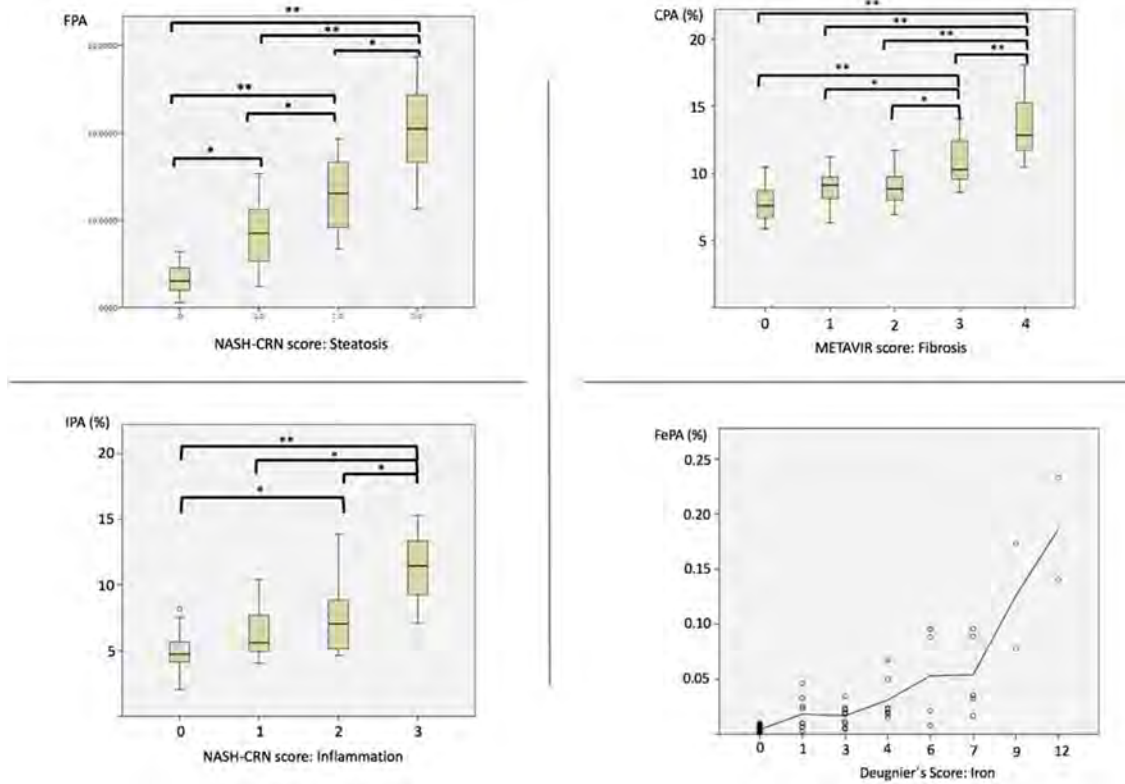 FPA
**
**
*
**
*
*
NASH-CRN score: Steatosis
CPA (%)
**
**
**
**
**
*
*
20
15
10
5
0 1 2 3 4
METAVIR score: Fibrosis
IPA (%)
**
*
*
*
20
15
10
5
0 1 2 3
NASH-CRN score: Inflammation
FePA (%)
0.25
0.20
0.15
0.10
0.05
0 1 3 4 6 7 9 12
Deugnier´s Score: Iron